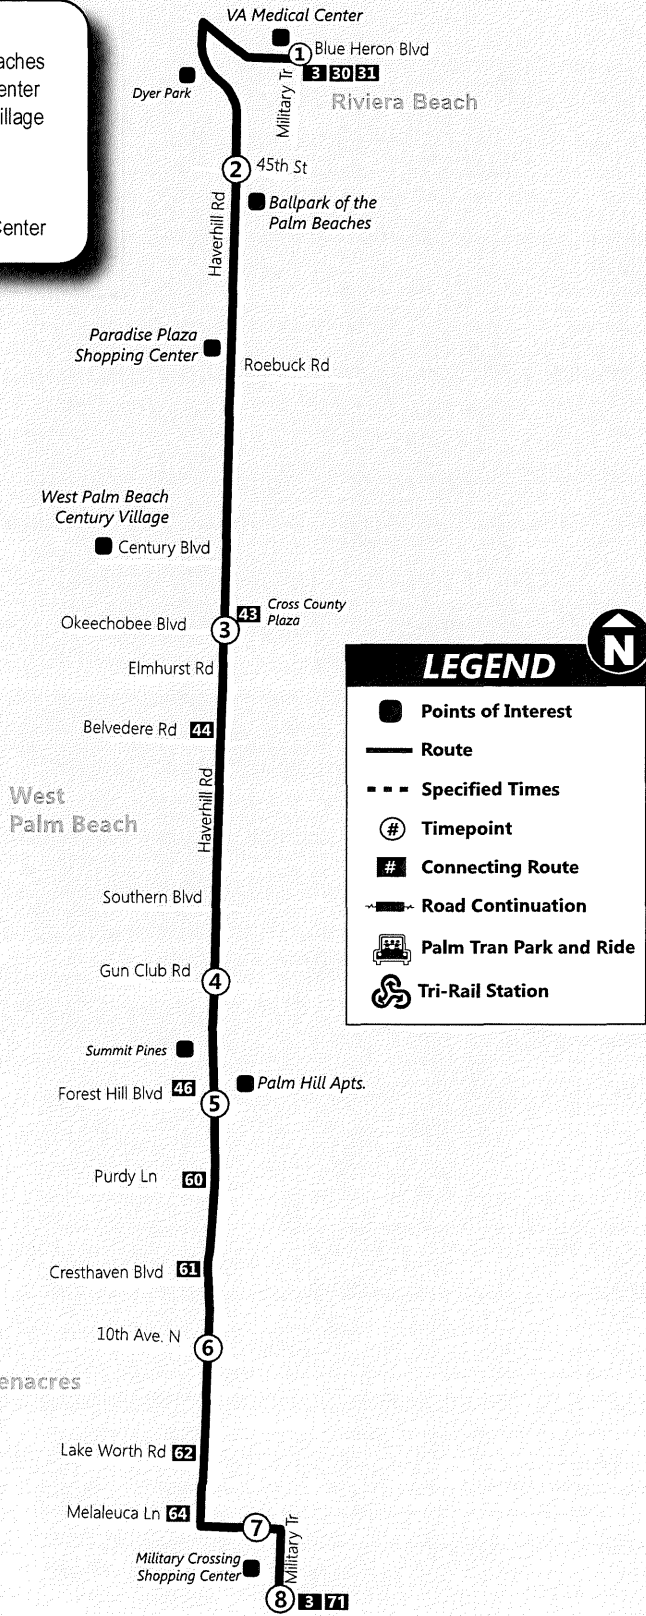 VA Medical Center
1 Blue Heron Blvd
3 30 31
Military Tr
Riviera Beach
Dyer Park
2 45th St
Haverhill Rd
Ballpark of the
Palm Beaches
enter
illage
Center
Paradise Plaza
Shopping Center
Roebuck Rd
West Palm Beach
Century Village
Century Blvd
43 Cross County
Plaza
Okeechobee Blvd 3
Elmhurst Rd
Belvedere Rd 44
Haverhill Rd
West
Palm Beach
Southern Blvd
Gun Club Rd 4
Summit Pines
Palm Hill Apts.
Forest Hill Blvd 46
5
Purdy Ln 60
Cresthaven Blvd 61
10th Ave. N 6
enacres
Lake Worth Rd 62
Melaleuca Ln 64
7
Military Tr
Military Crossing
Shopping Center
8 3 71
N
LEGEND
Points of Interest
Route
Specified Times
# Timepoint
# Connecting Route
Road Continuation
Palm Tran Park and Ride
Tri-Rail Station